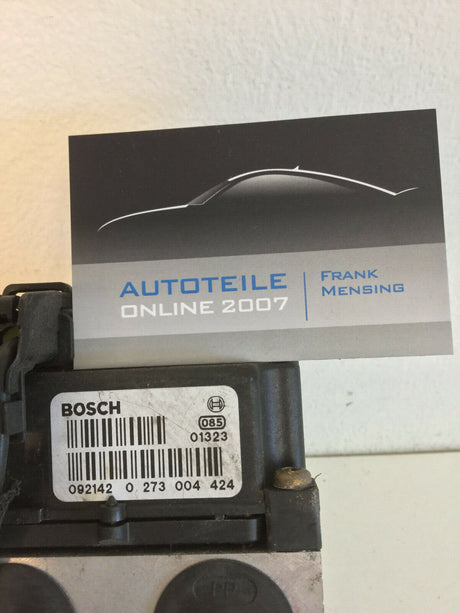 AUTOTEILE
ONLINE 2007
FRANK
MENSING
BOSCH
085
01323
092142 0 273 004 424